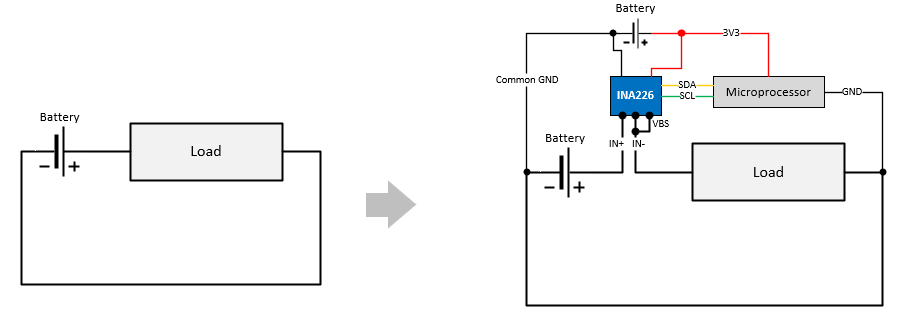 Battery
Load
Battery
- +
3V3
Common GND
INA226
SDA
SCL
Microprocessor
GND
VBS
Battery
IN+ IN-
Load
- +
- +